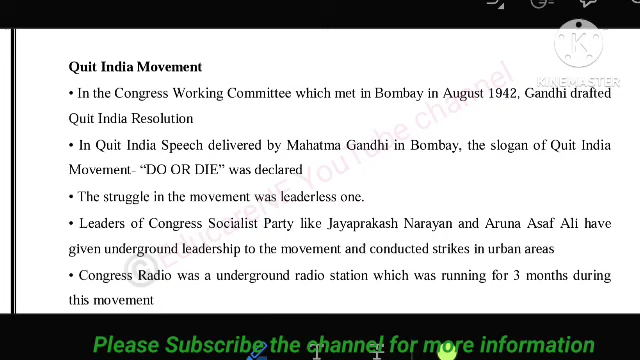 K
KINEMASTER
Quit India Movement
• In the Congress Working Committee which met in Bombay in August 1942, Gandhi drafted
Quit India Resolution
• In Quit India Speech delivered by Mahatma Gandhi in Bombay, the slogan of Quit India
Movement- “DO OR DIE” was declared
• The struggle in the movement was leaderless one.
• Leaders of Congress Socialist Party like Jayaprakash Narayan and Aruna Asaf Ali have
given underground leadership to the movement and conducted strikes in urban areas
• Congress Radio was a underground radio station which was running for 3 months during
this movement
© EducareNE YouTube channel
Please Subscribe the channel for more information